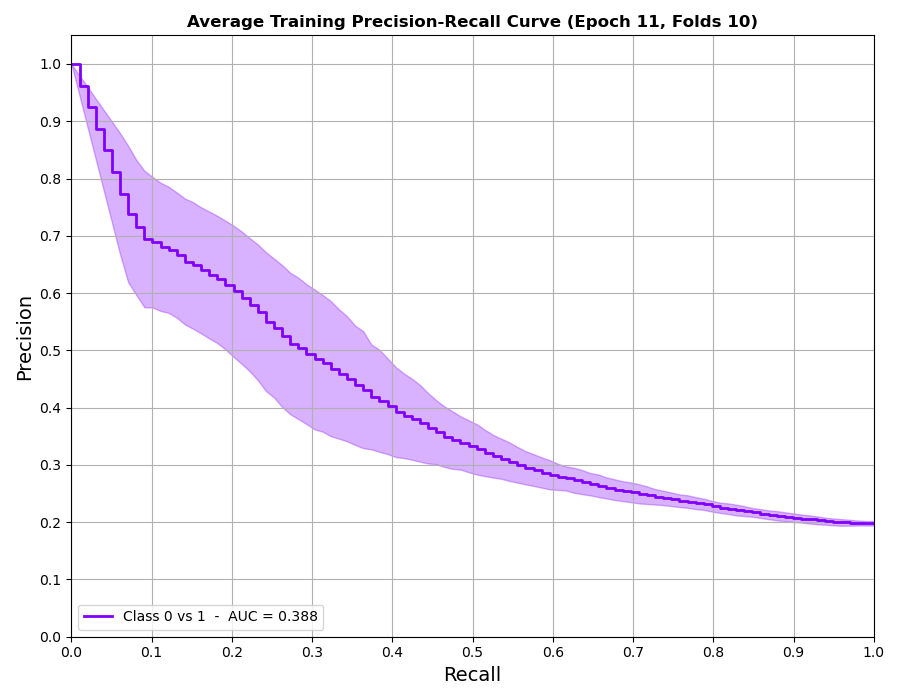 Average Training Precision-Recall Curve (Epoch 11, Folds 10)
Precision
1.0
0.9
0.8
0.7
0.6
0.5
0.4
0.3
0.2
0.1
0.0
Class 0 vs 1 - AUC = 0.388
0.0 0.1 0.2 0.3 0.4 0.5 0.6 0.7 0.8 0.9 1.0
Recall